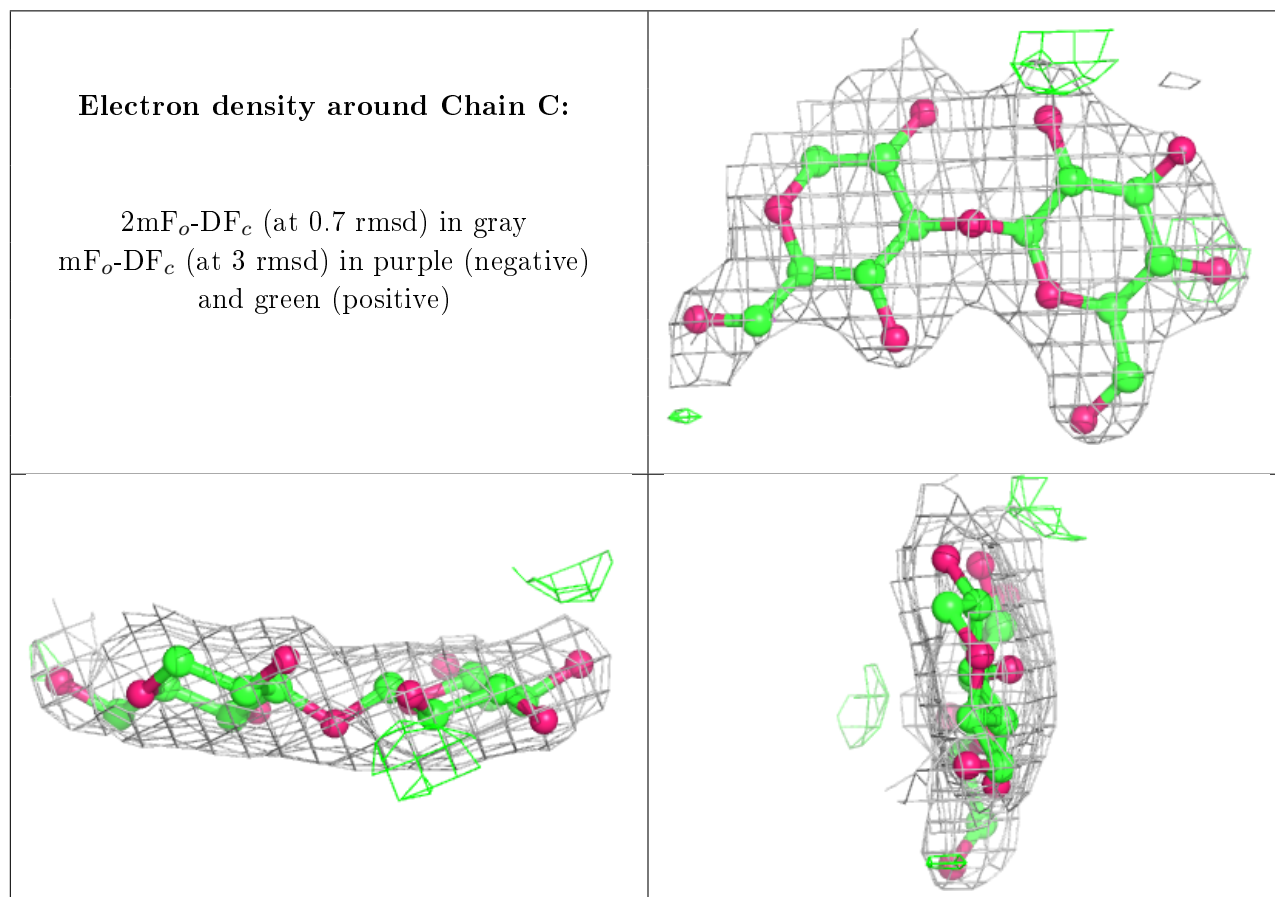 Electron density around Chain C:
2mFo-DFc (at 0.7 rmsd) in gray
mFo-DFc (at 3 rmsd) in purple (negative)
and green (positive)